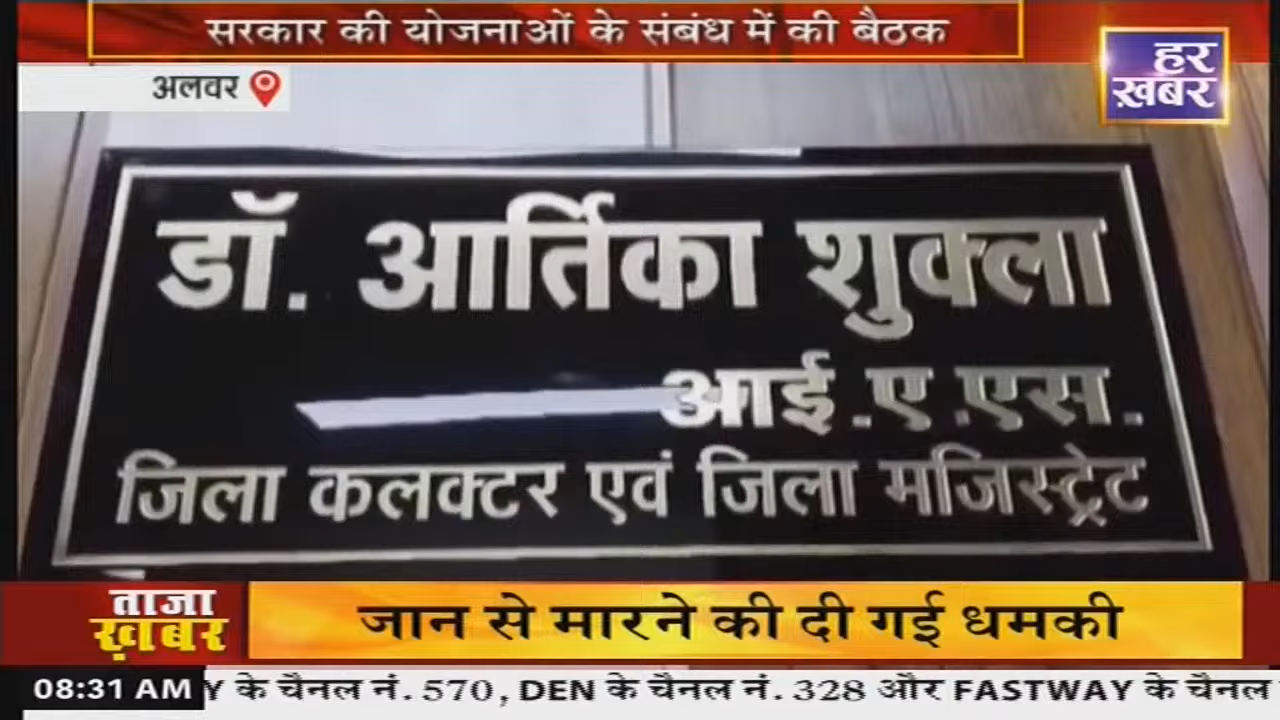 सरकार की योजनाओं के संबंध में की बैठक
अलवर
हर
ख़बर
डॉ. आर्तिका शुक्ला
आई.ए.एस.
जिला कलक्टर एवं जिला मजिस्ट्रेट
ताजा
ख़बर
जान से मारने की दी गई धमकी
08:31 AM
Y के चैनल नं. 570, DEN के चैनल नं. 328 और FASTWAY के चैनल